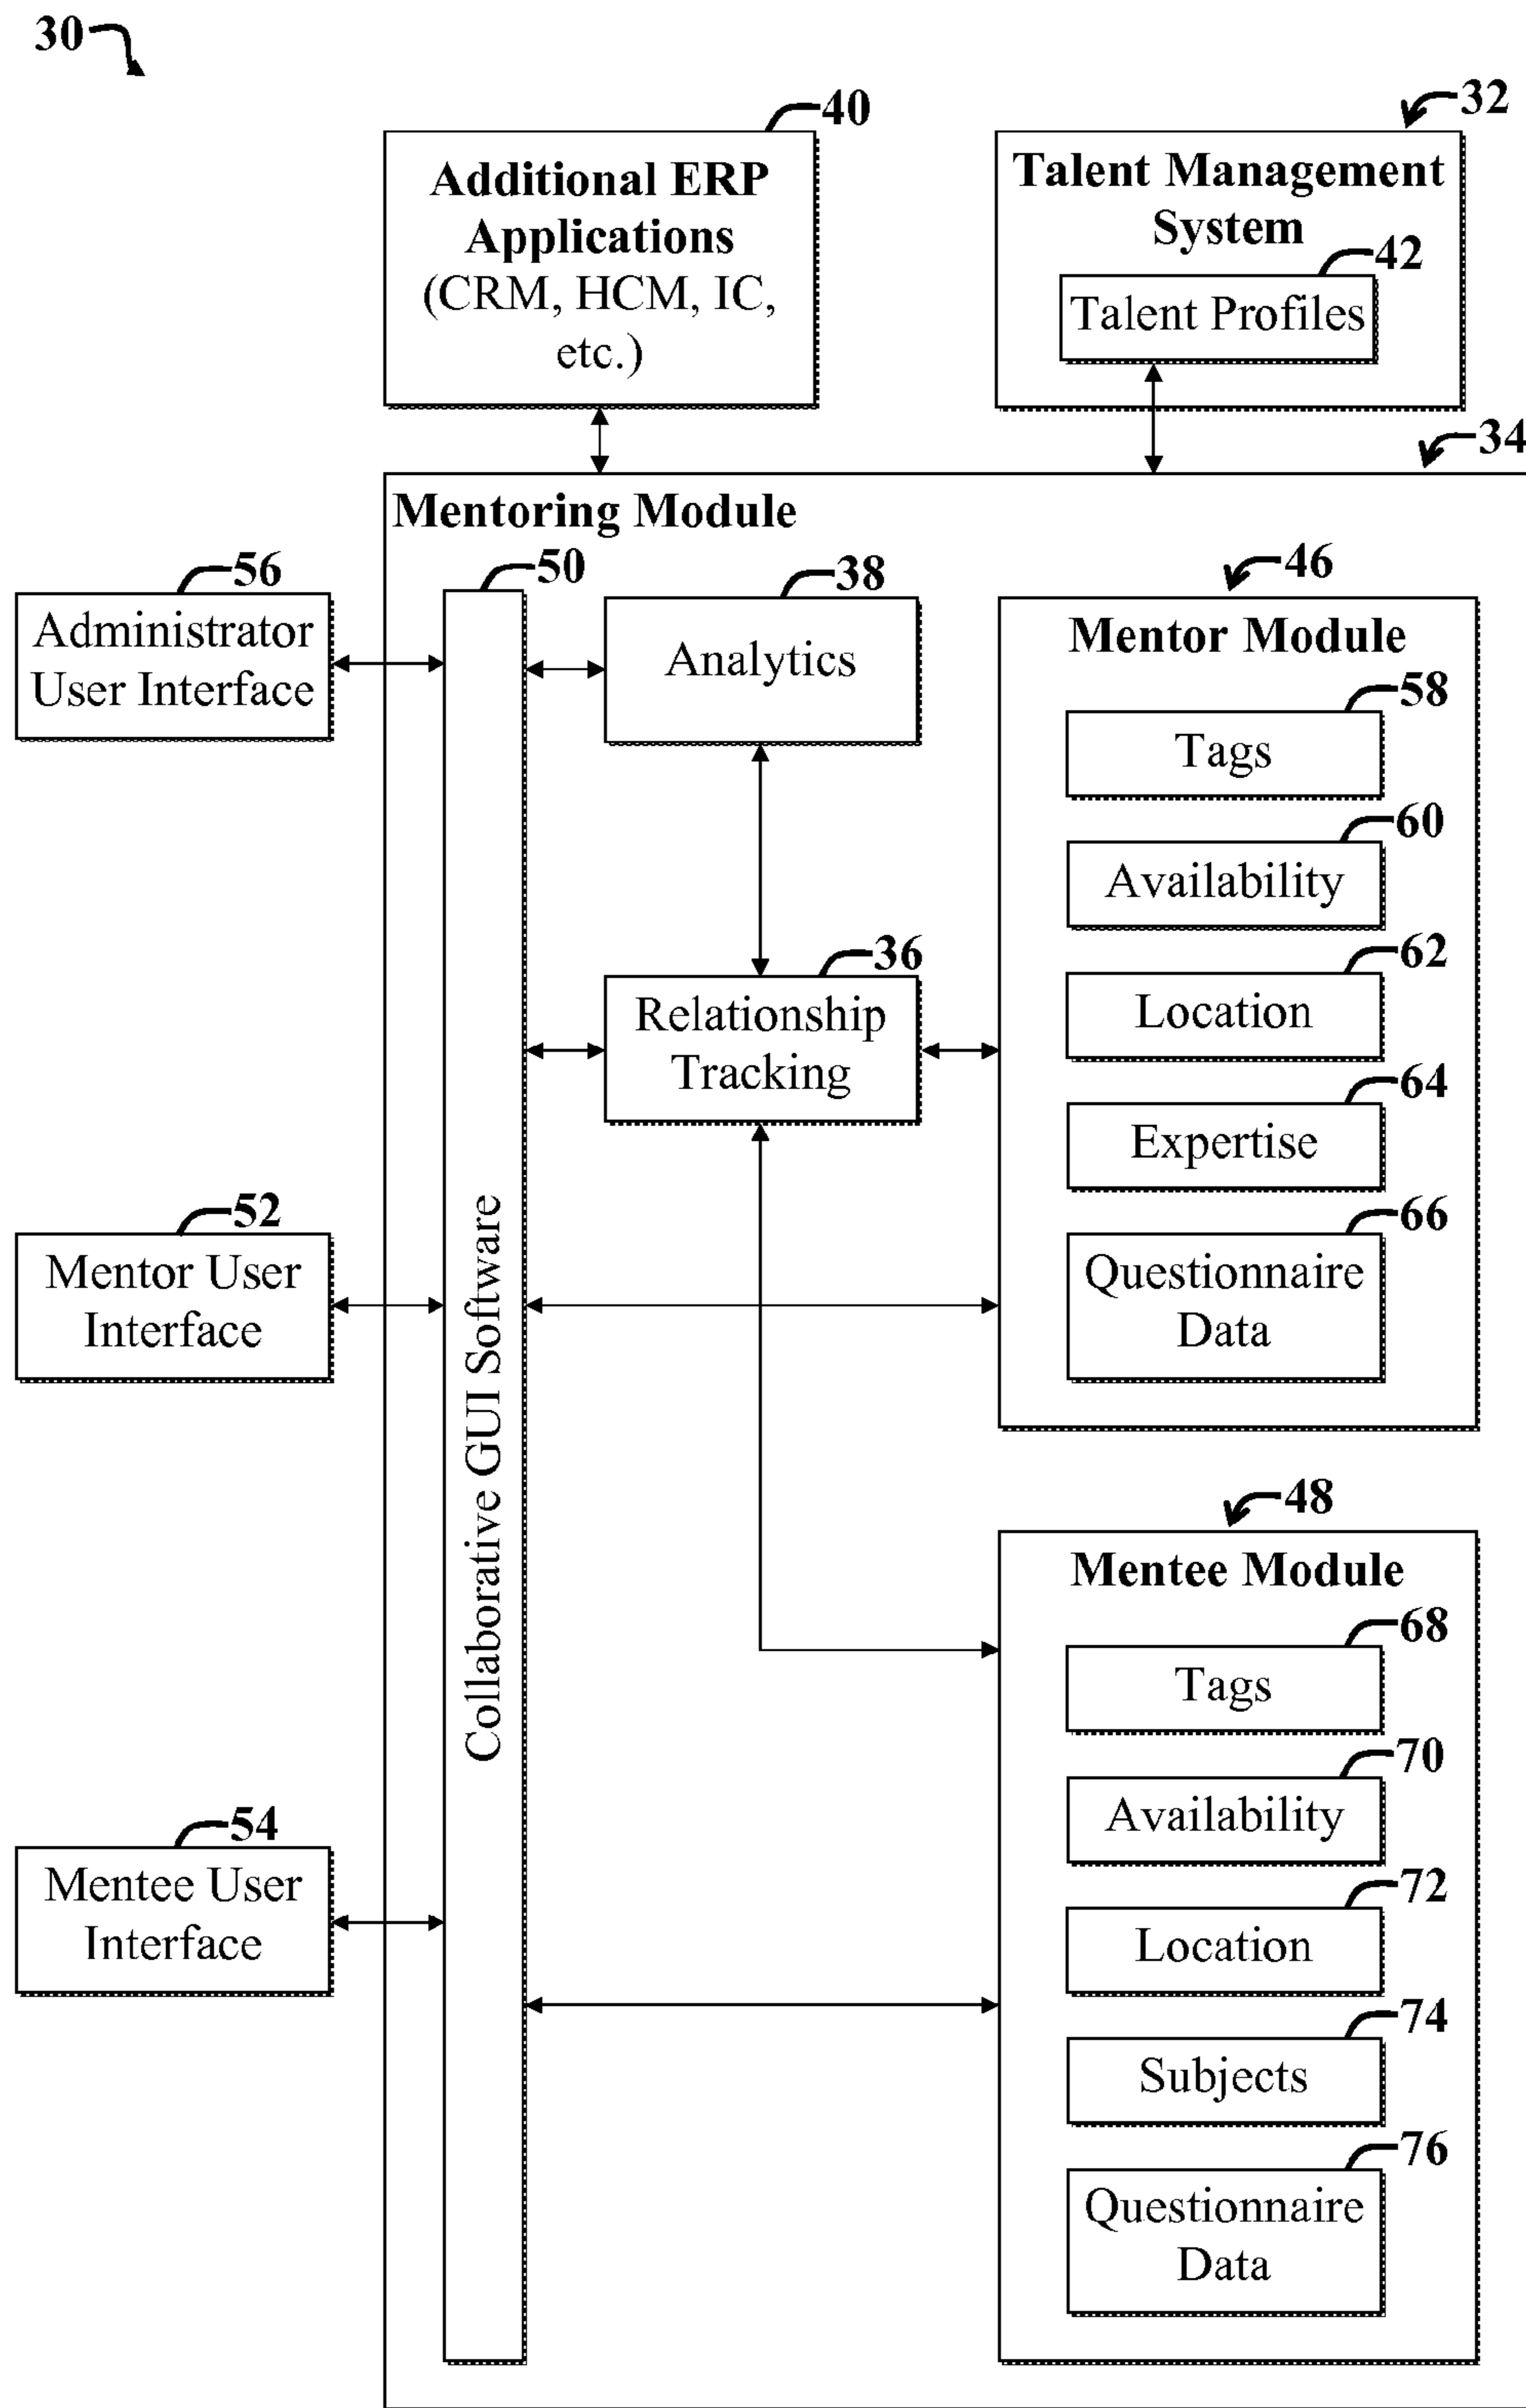 30
40
Additional ERP
Applications
(CRM, HCM, IC,
etc.)
32
Talent Management
System
42
Talent Profiles
34
Mentoring Module
56
Administrator
User Interface
50
Collaborative GUI Software
38
Analytics
36
Relationship
Tracking
52
Mentor User
Interface
54
Mentee User
Interface
46
Mentor Module
58
Tags
60
Availability
62
Location
64
Expertise
66
Questionnaire
Data
48
Mentee Module
68
Tags
70
Availability
72
Location
74
Subjects
76
Questionnaire
Data